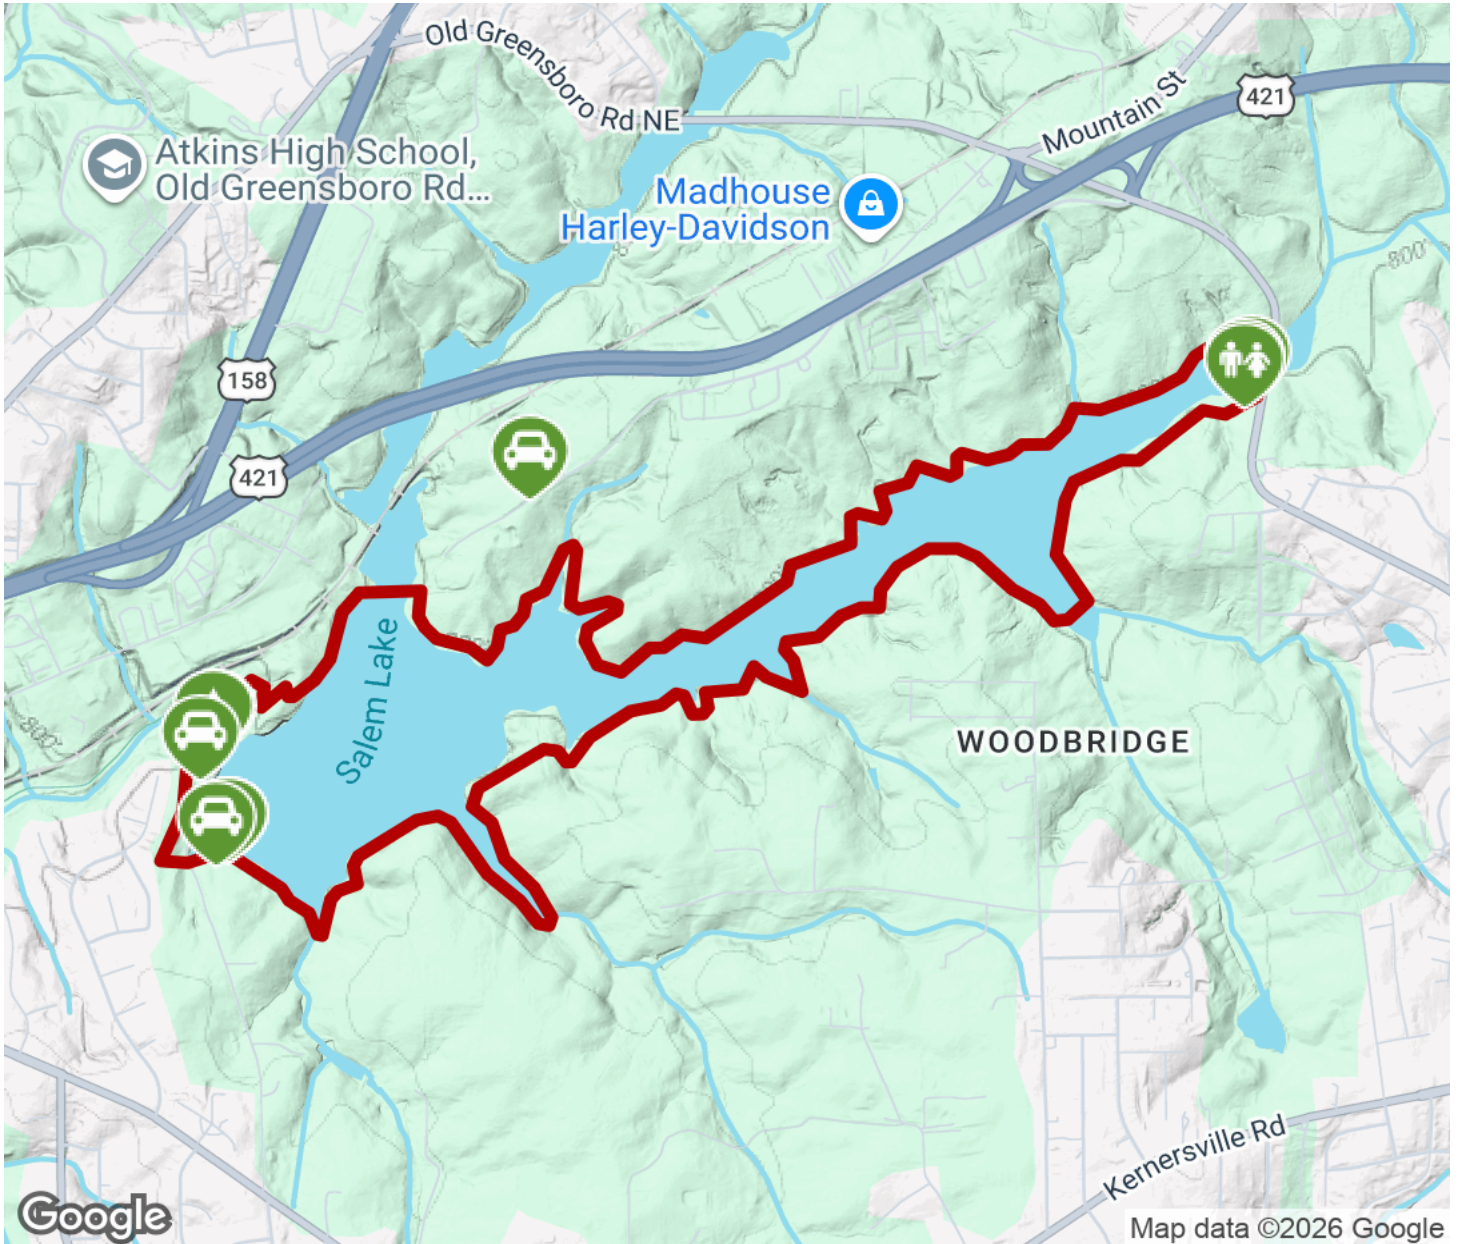 Old Greensboro Rd NE
Mountain St
421
Atkins High School,
Old Greensboro Rd...
Madhouse
Harley-Davidson
800'
158
421
Salem Lake
800'
WOODBRIDGE
Kernersville Rd
Google
Map data ©2026 Google